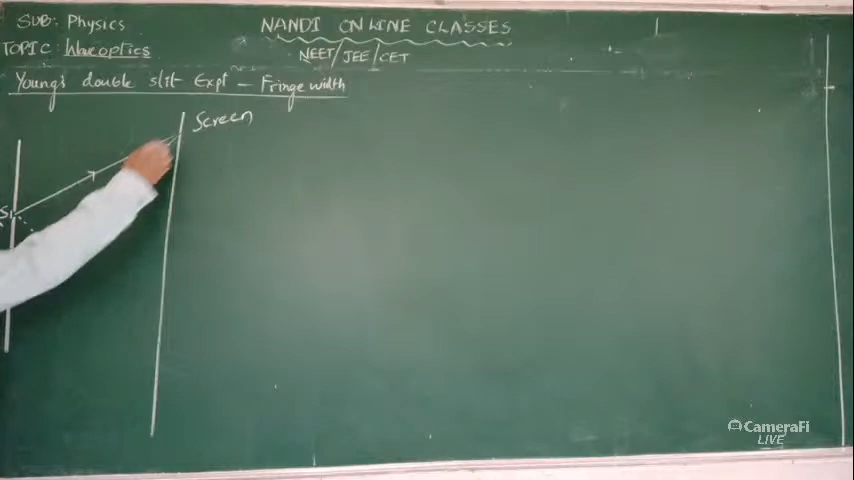 SUB: Physics
NANDI ONLINE CLASSES
TOPIC: Waveoptics
NEET/JEE/CET
Young's double slit Expt – Fringe width
Screen
S
CameraFi
LIVE